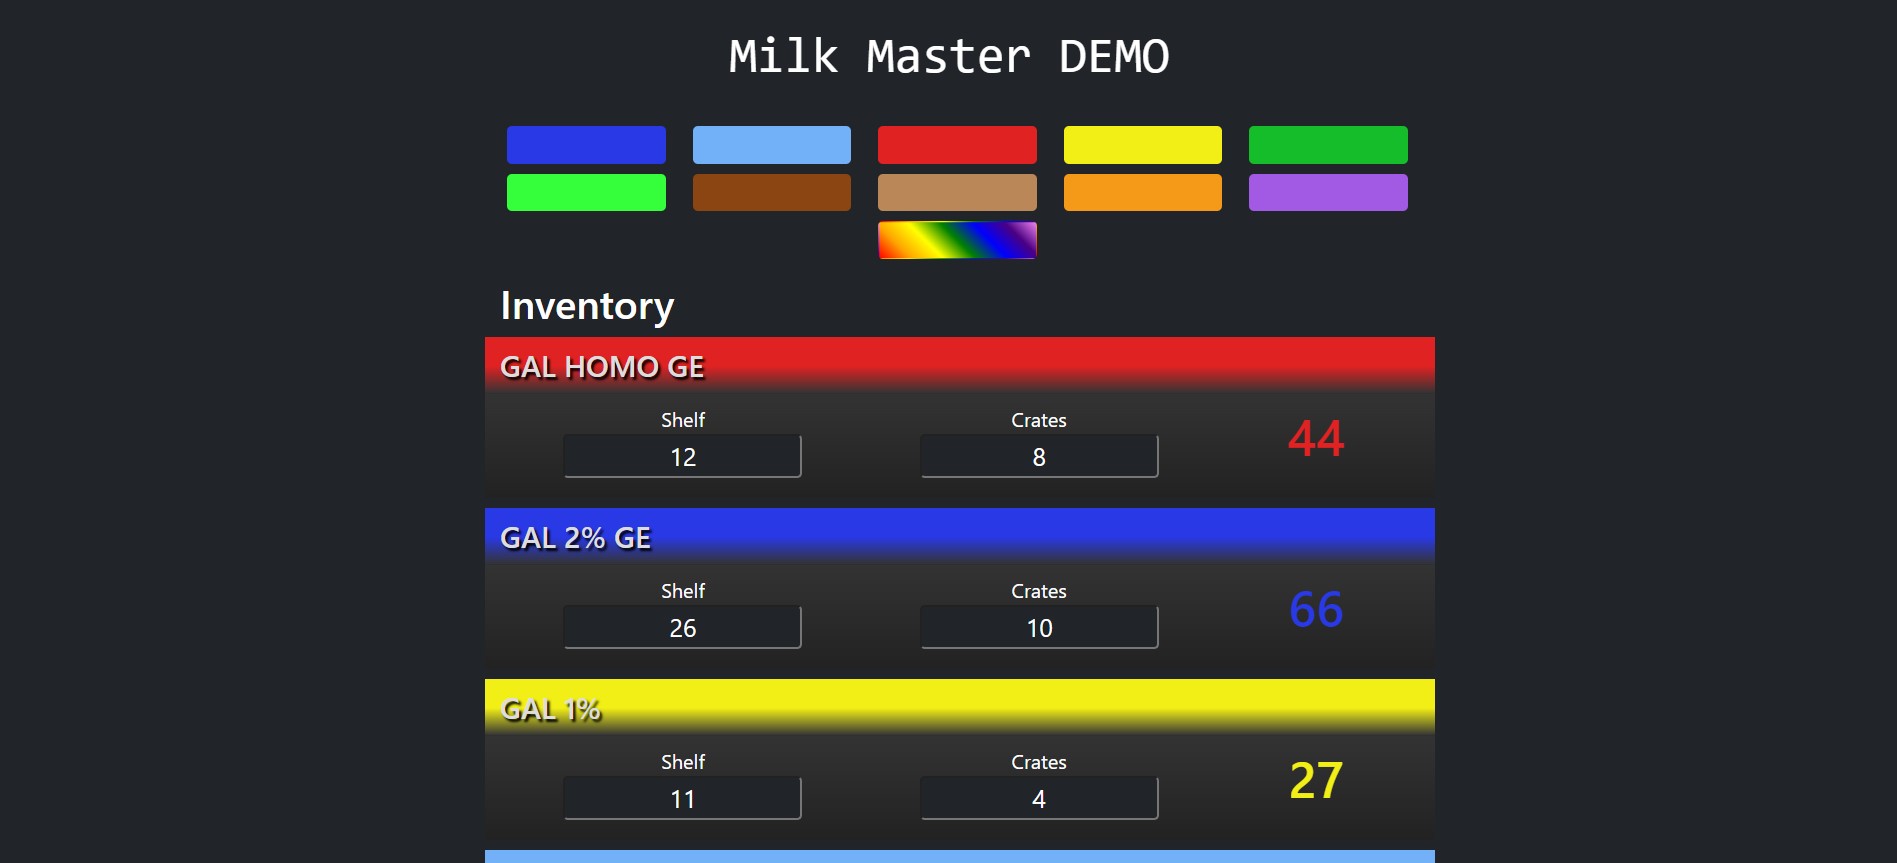 Milk Master DEMO
Inventory
GAL HOMO GE
Shelf Crates
12 8 44
GAL 2% GE
Shelf Crates
26 10 66
GAL 1%
Shelf Crates
11 4 27